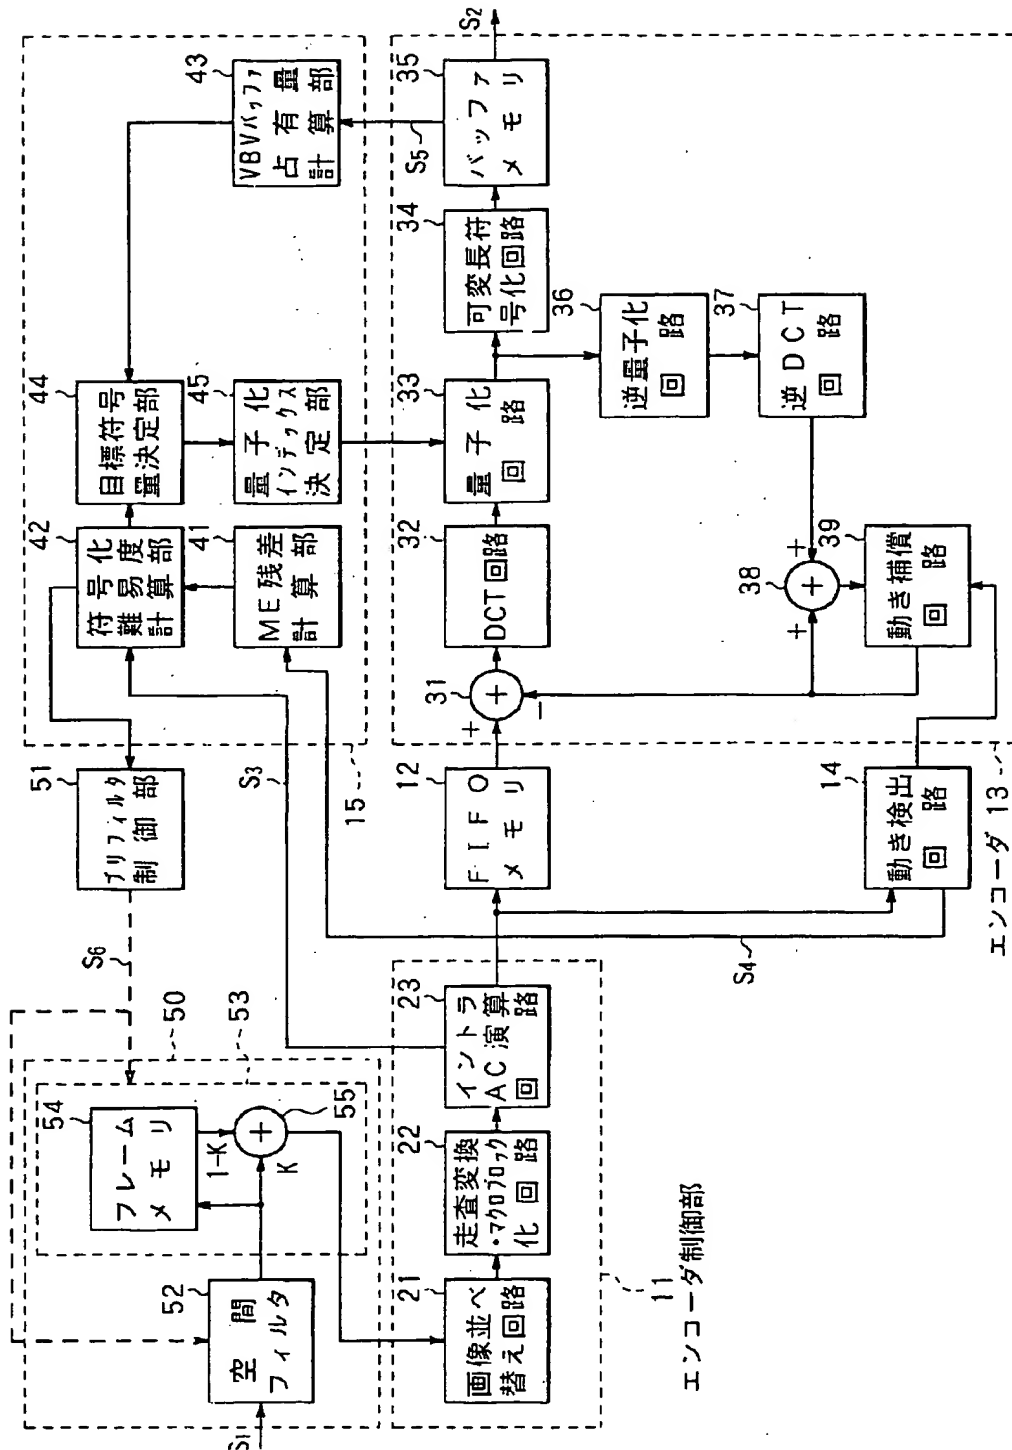 S1
52
空間
フィルタ
50
53
54
フレーム
メモリ
1-K
K
55
S6
51
プリフィルタ
制御部
15
42
符号化
難易度
計算部
41
ME残差
計算部
44
目標符号
量決定部
45
量子化
インデックス
決定部
43
VBVバッファ
占有量
計算部
S3
S5
11
エンコーダ制御部
21
画像並べ
替え回路
22
走査変換
・マクロブロック
化回路
23
イントラ
AC演算
回路
12
FIFO
メモリ
31
+
+
−
32
DCT回路
33
量子化
回路
34
可変長符
号化回路
35
バッファ
メモリ
S2
36
逆量子化
回路
37
逆DCT
回路
38
+
+
+
39
動き補償
回路
14
動き検出
回路
S4
エンコーダ 13